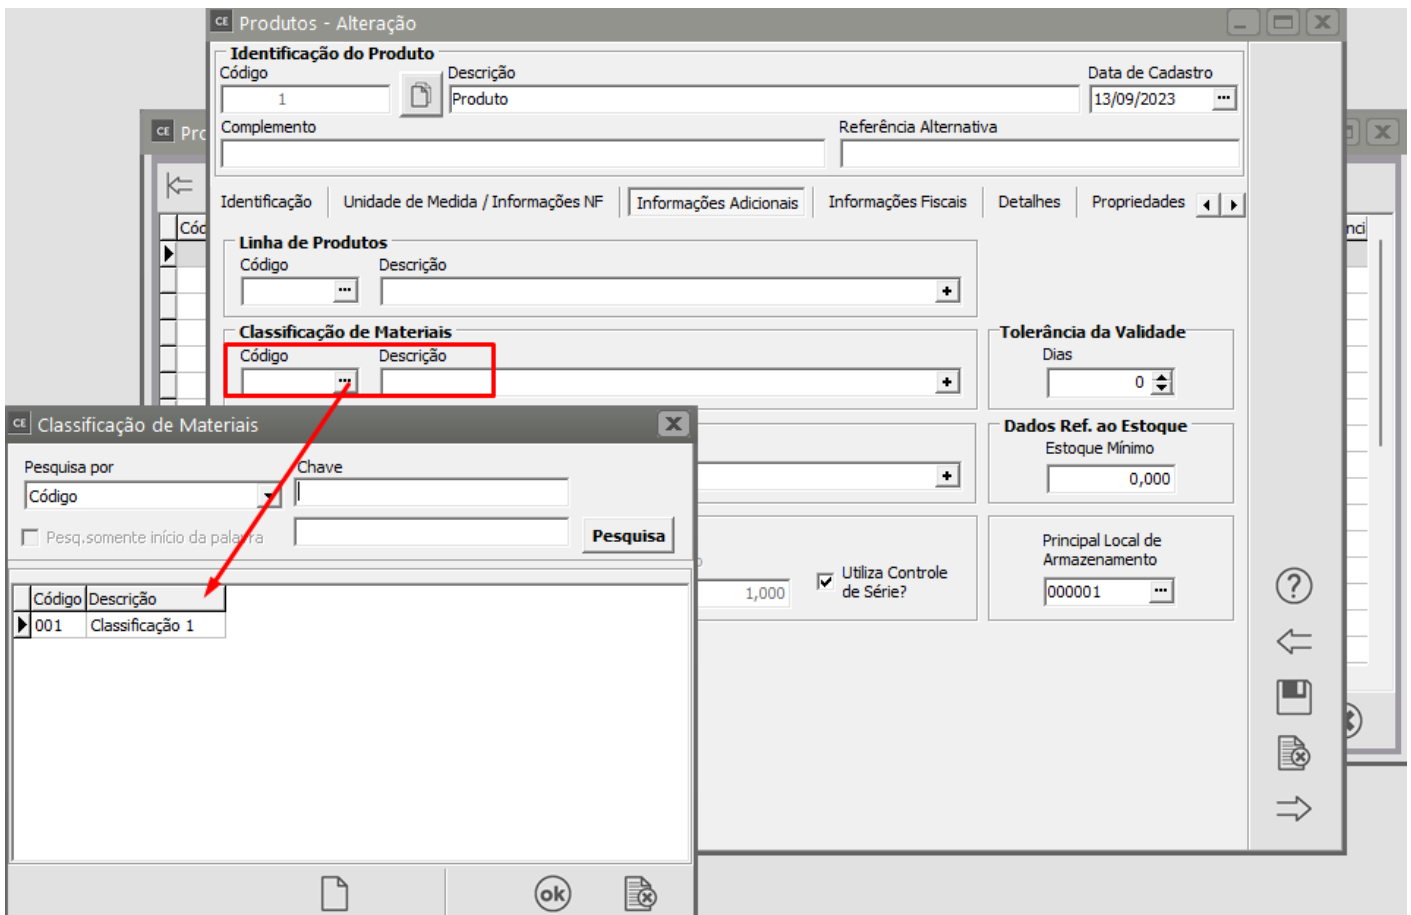 CE Produtos - Alteração
Identificação do Produto
Código
Descrição
Data de Cadastro
1
Produto
13/09/2023
Complemento
Referência Alternativa
CE
Identificação
Unidade de Medida / Informações NF
Informações Adicionais
Informações Fiscais
Detalhes
Propriedades
Linha de Produtos
Código
Descrição
Classificação de Materiais
Código
Descrição
Tolerância da Validade
Dias
0
CE Classificação de Materiais
Dados Ref. ao Estoque
Estoque Mínimo
0,000
Pesquisa por
Chave
Código
Pesq.somente início da palavra
Pesquisa
Utiliza Controle
de Série?
1,000
Principal Local de
Armazenamento
000001
Código Descrição
001 Classificação 1
ok